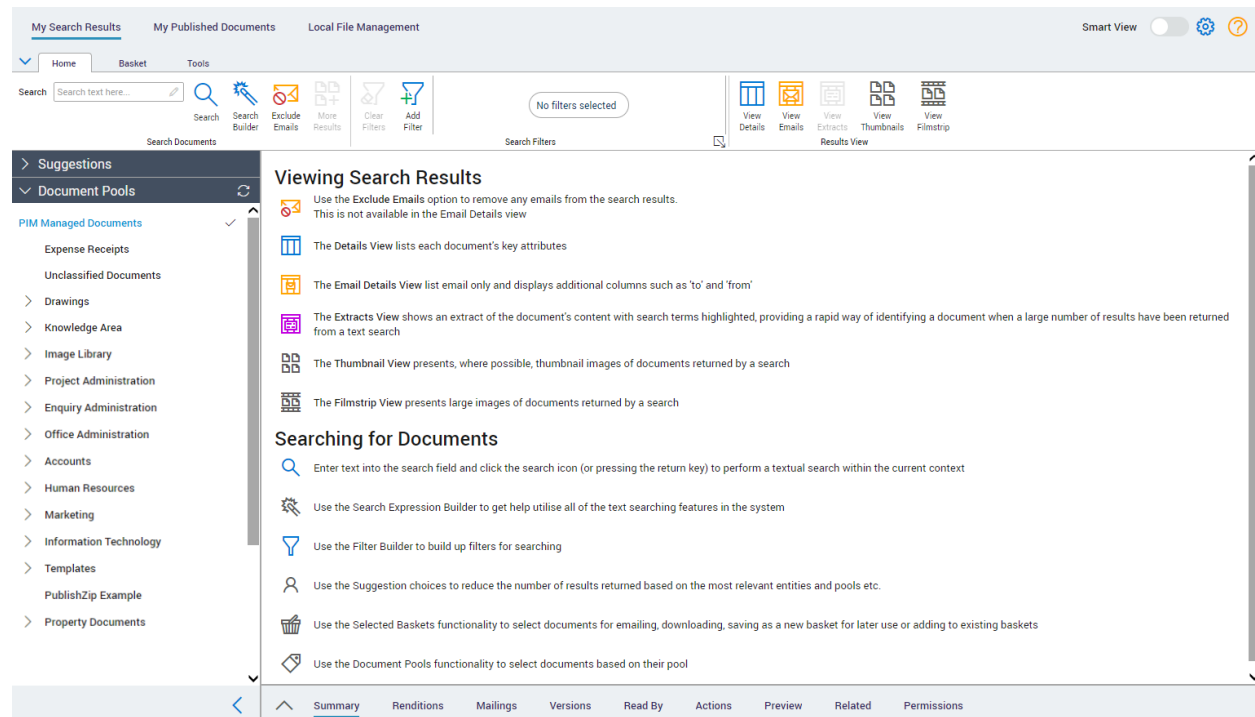 My Search Results My Published Documents Local File Management Smart View
Home Basket Tools
Search Search text here... Search Search Builder Exclude Emails More Results Clear Filters Add Filter No filters selected View Details View Emails View Extracts View Thumbnails View Filmstrip
Search Documents Search Filters Results View
Suggestions
Document Pools
PIM Managed Documents
Expense Receipts
Unclassified Documents
Drawings
Knowledge Area
Image Library
Project Administration
Enquiry Administration
Office Administration
Accounts
Human Resources
Marketing
Information Technology
Templates
PublishZip Example
Property Documents
Viewing Search Results
Use the Exclude Emails option to remove any emails from the search results.
This is not available in the Email Details view
The Details View lists each document's key attributes
The Email Details View list email only and displays additional columns such as 'to' and 'from'
The Extracts View shows an extract of the document's content with search terms highlighted, providing a rapid way of identifying a document when a large number of results have been returned
from a text search
The Thumbnail View presents, where possible, thumbnail images of documents returned by a search
The Filmstrip View presents large images of documents returned by a search
Searching for Documents
Enter text into the search field and click the search icon (or pressing the return key) to perform a textual search within the current context
Use the Search Expression Builder to get help utilise all of the text searching features in the system
Use the Filter Builder to build up filters for searching
Use the Suggestion choices to reduce the number of results returned based on the most relevant entities and pools etc.
Use the Selected Baskets functionality to select documents for emailing, downloading, saving as a new basket for later use or adding to existing baskets
Use the Document Pools functionality to select documents based on their pool
Summary Renditions Mailings Versions Read By Actions Preview Related Permissions